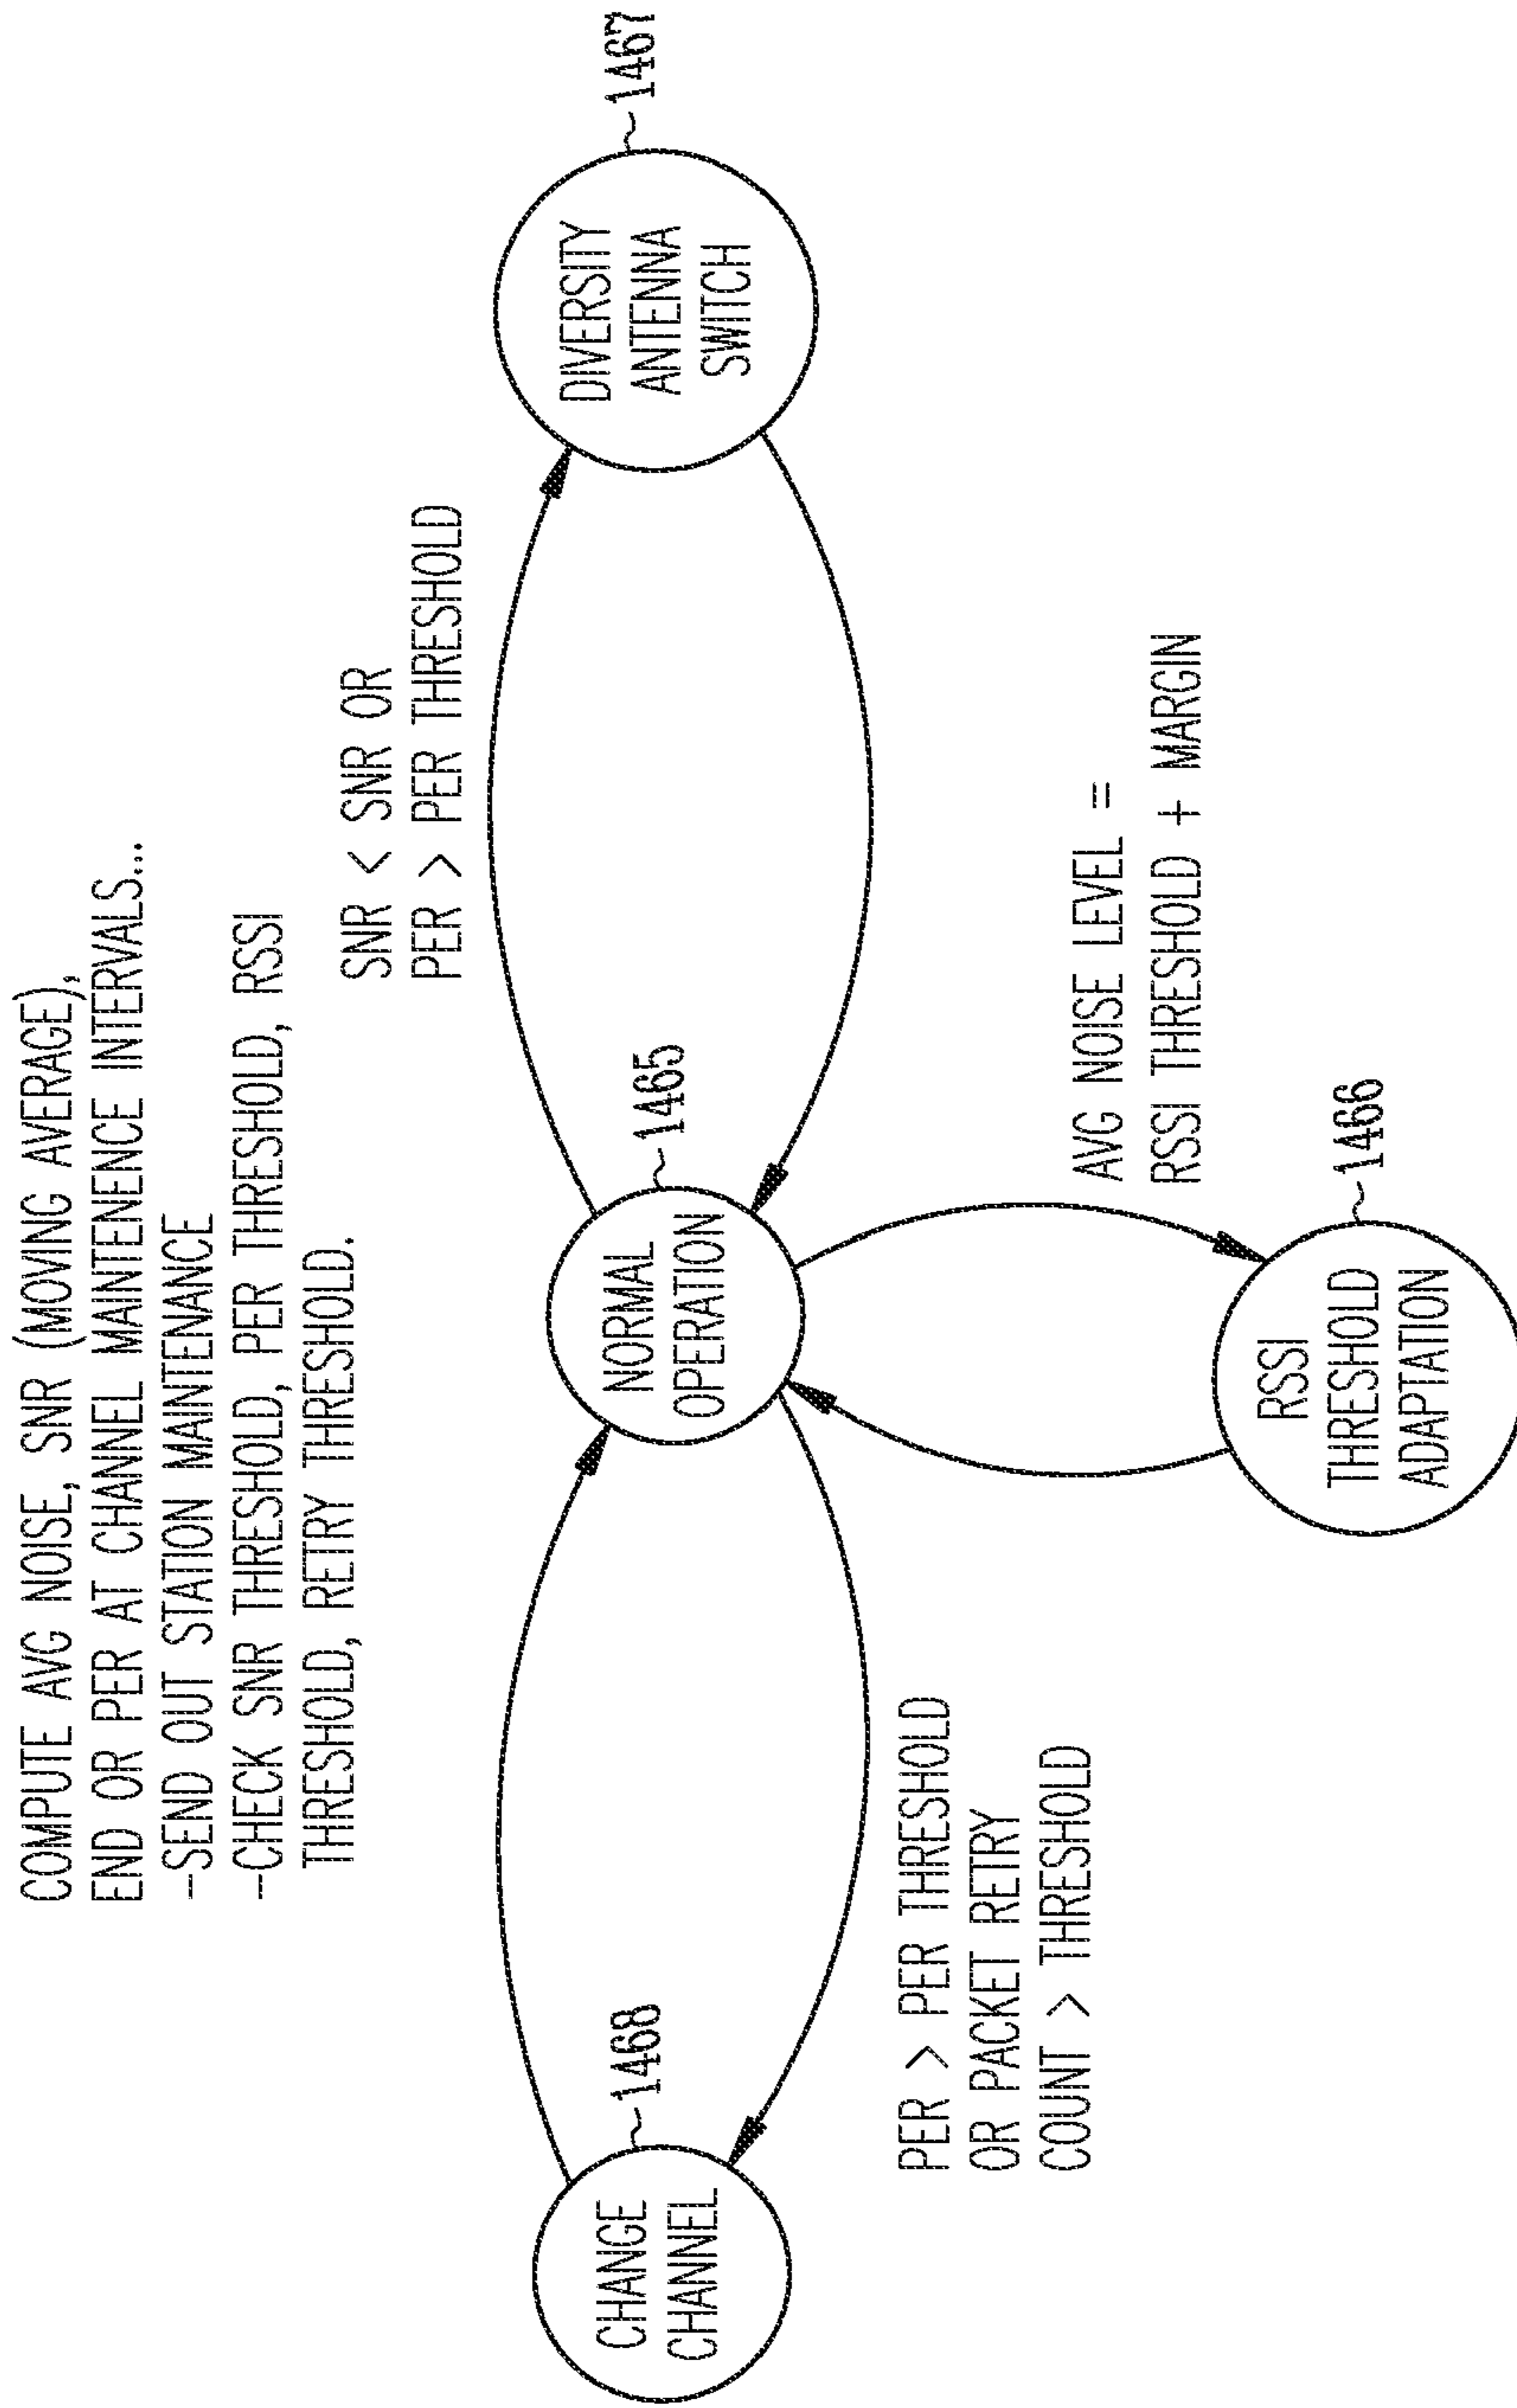 COMPUTE AVG NOISE, SNR (MOVING AVERAGE),
END OR PER AT CHANNEL MAINTENENCE INTERVALS...
-SEND OUT STATION MAINTENANCE
-CHECK SNR THRESHOLD, PER THRESHOLD, RSSI
THRESHOLD, RETRY THRESHOLD.
SNR < SNR OR
PER > PER THRESHOLD
1468
CHANGE
CHANNEL
1465
NORMAL
OPERATION
1467
DIVERSITY
ANTENNA
SWITCH
PER > PER THRESHOLD
OR PACKET RETRY
COUNT > THRESHOLD
AVG NOISE LEVEL =
RSSI THRESHOLD + MARGIN
1466
RSSI
THRESHOLD
ADAPTATION